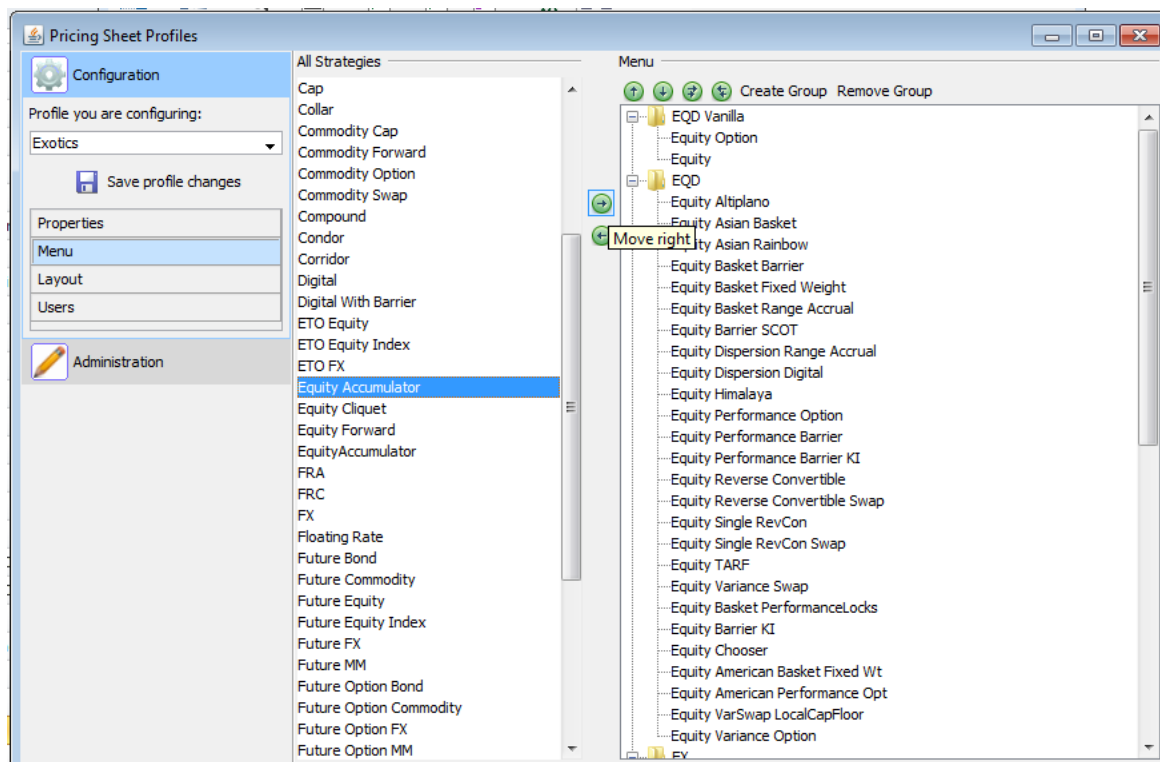 Pricing Sheet Profiles
Configuration
Profile you are configuring:
Exotics
Save profile changes
Properties
Menu
Layout
Users
Administration
All Strategies
Cap
Collar
Commodity Cap
Commodity Forward
Commodity Option
Commodity Swap
Compound
Condor
Corridor
Digital
Digital With Barrier
ETO Equity
ETO Equity Index
ETO FX
Equity Accumulator
Equity Cliquet
Equity Forward
EquityAccumulator
FRA
FRC
FX
Floating Rate
Future Bond
Future Commodity
Future Equity
Future Equity Index
Future FX
Future MM
Future Option Bond
Future Option Commodity
Future Option FX
Future Option MM
Move right
Menu
Create Group Remove Group
EQD Vanilla
Equity Option
Equity
EQD
Equity Altiplano
Equity Asian Basket
Equity Asian Rainbow
Equity Basket Barrier
Equity Basket Fixed Weight
Equity Basket Range Accrual
Equity Barrier SCOT
Equity Dispersion Range Accrual
Equity Dispersion Digital
Equity Himalaya
Equity Performance Option
Equity Performance Barrier
Equity Performance Barrier KI
Equity Reverse Convertible
Equity Reverse Convertible Swap
Equity Single RevCon
Equity Single RevCon Swap
Equity TARF
Equity Variance Swap
Equity Basket PerformanceLocks
Equity Barrier KI
Equity Chooser
Equity American Basket Fixed Wt
Equity American Performance Opt
Equity VarSwap LocalCapFloor
Equity Variance Option
FX